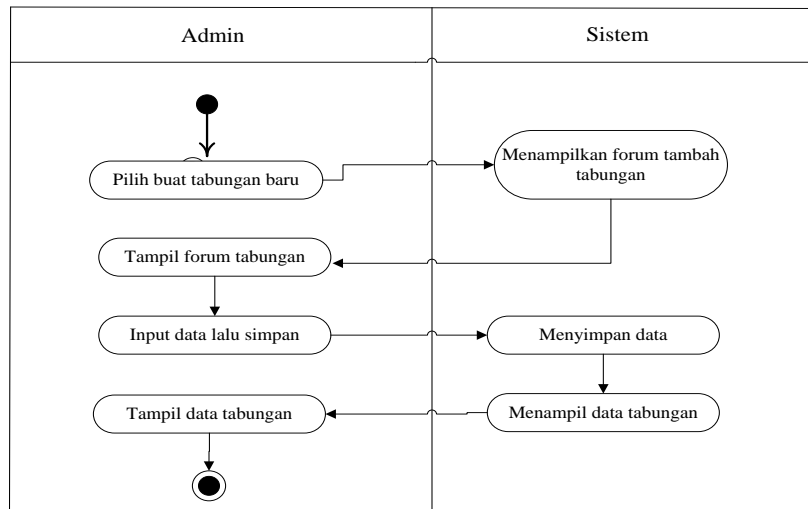 Admin
Sistem
Pilih buat tabungan baru
Menampilkan forum tambah
tabungan
Tampil forum tabungan
Input data lalu simpan
Menyimpan data
Menampil data tabungan
Tampil data tabungan